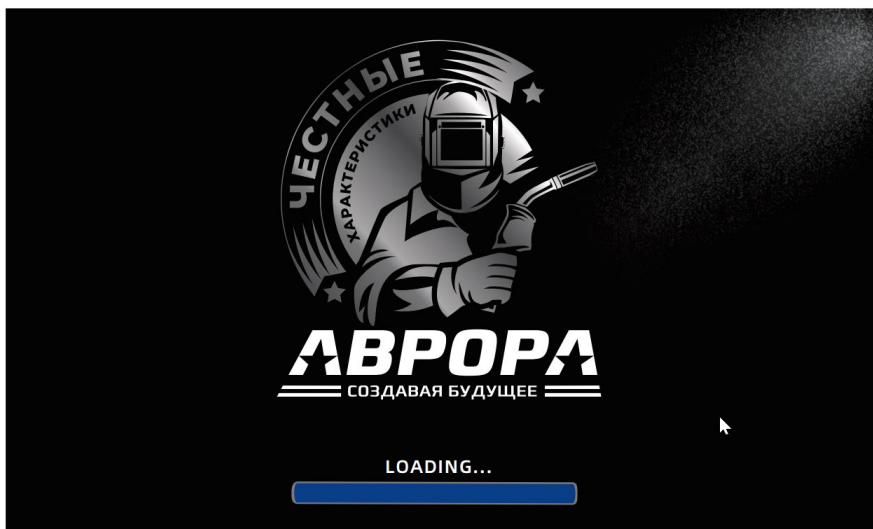 ЧЕСТНЫЕ
ХАРАКТЕРИСТИКИ
АВРОРА
СОЗДАВАЯ БУДУЩЕЕ
LOADING...